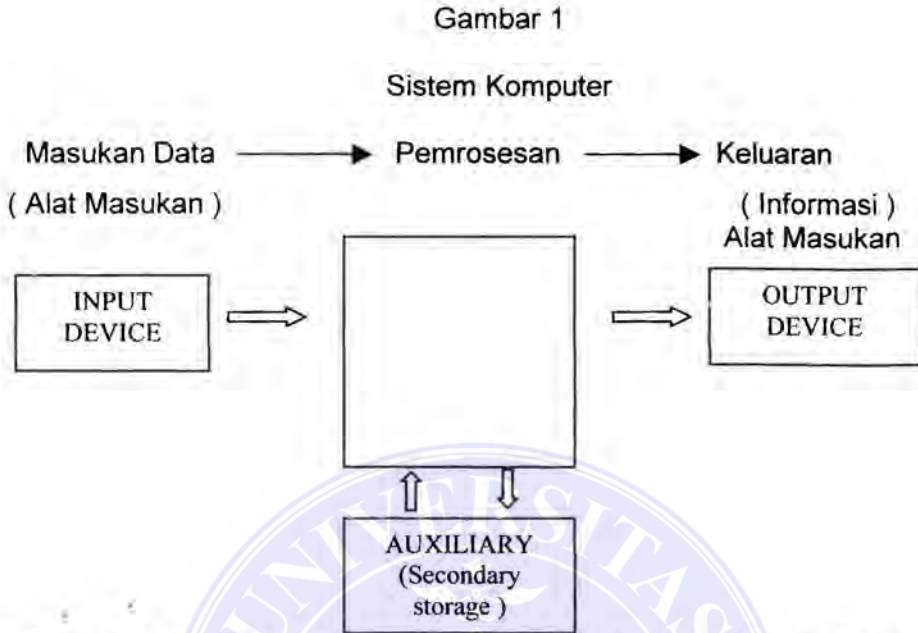 Gambar 1
Sistem Komputer
Masukan Data Pemrosesan Keluaran
( Alat Masukan ) ( Informasi )
Alat Masukan
INPUT
DEVICE
OUTPUT
DEVICE
AUXILIARY
(Secondary
storage )
UNIVERSITAS